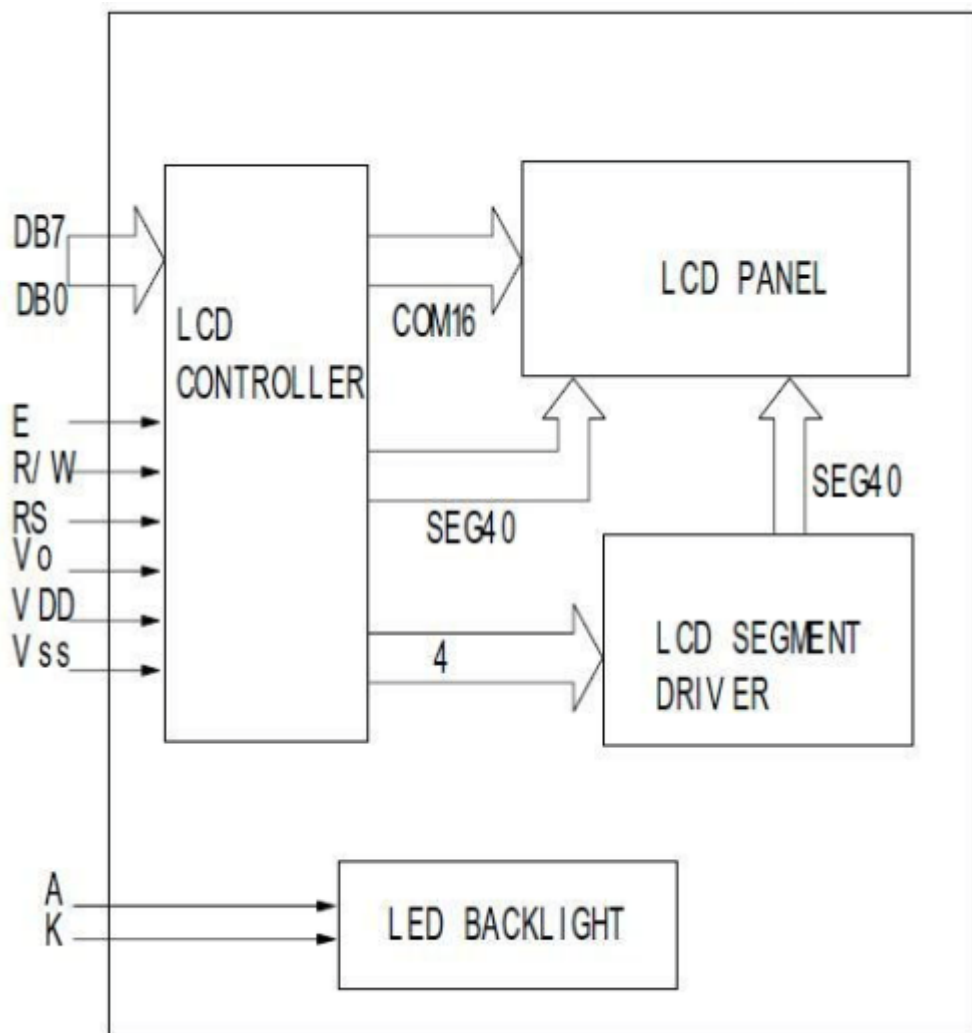 DB7
DB0
LCD
CONTROLLER
COM16
LCD PANEL
E
R/W
RS
Vo
VDD
Vss
SEG40
SEG40
4
LCD SEGMENT
DRIVER
A
K
LED BACKLIGHT